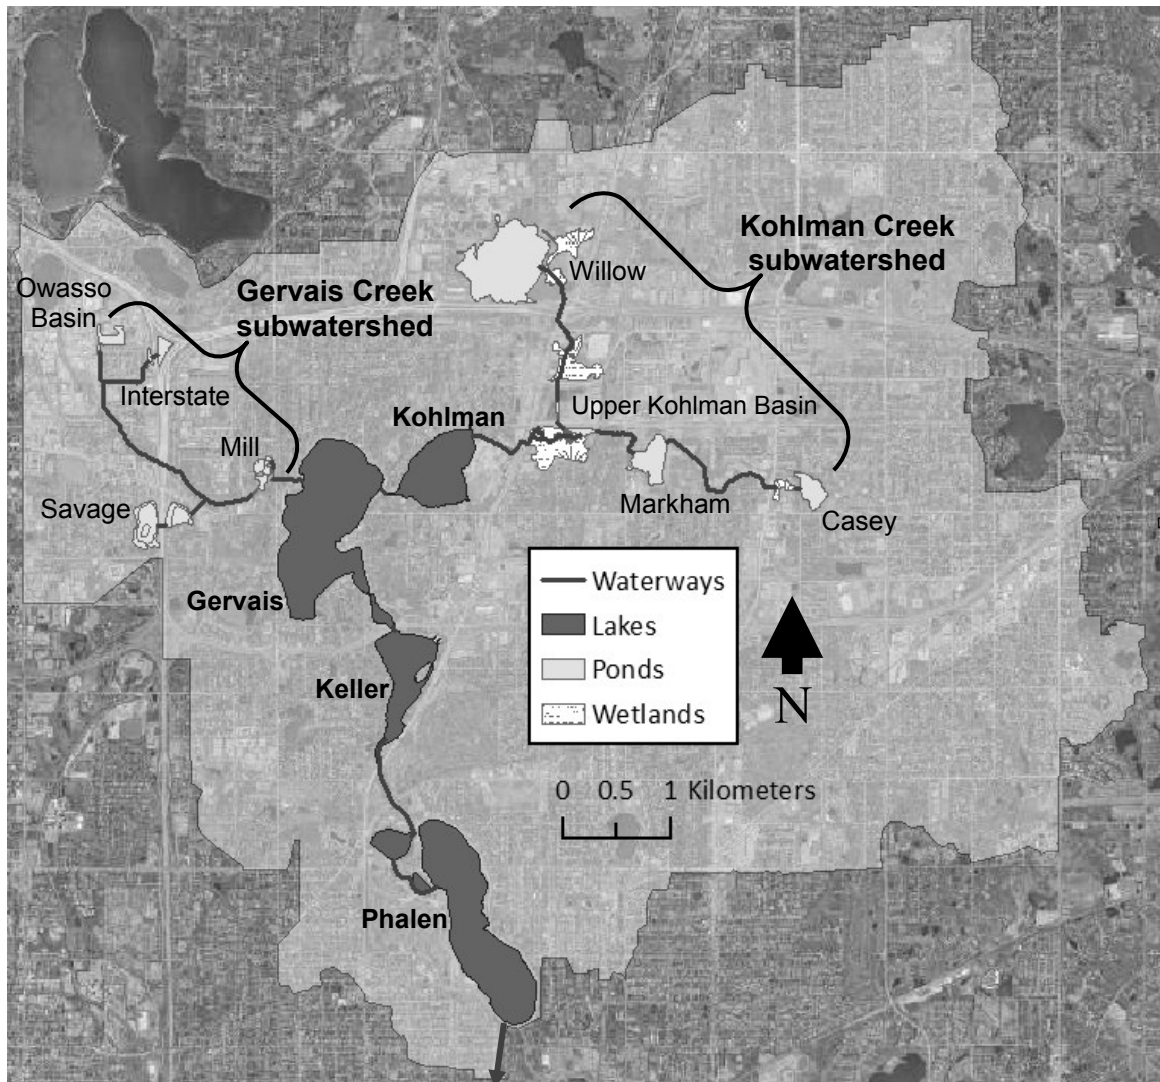 Kohlman Creek
subwatershed
Willow
Owasso
Basin
Gervais Creek
subwatershed
Interstate
Kohlman
Upper Kohlman Basin
Mill
Savage
Markham
Casey
Gervais
Waterways
Lakes
Ponds
Wetlands
N
Keller
0 0.5 1 Kilometers
Phalen